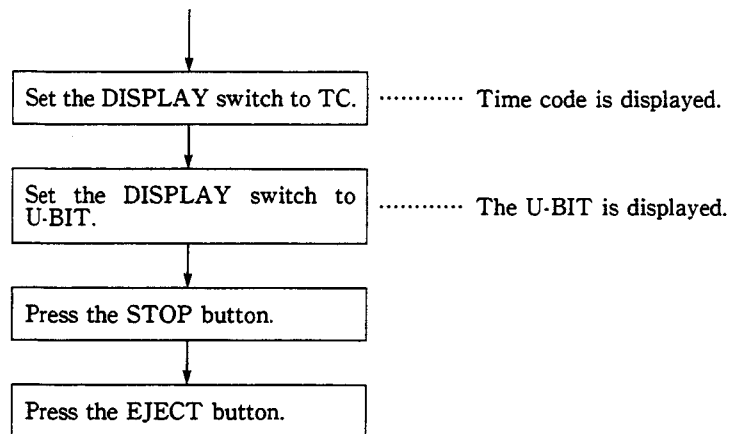 Set the DISPLAY switch to TC. ············ Time code is displayed.
Set the DISPLAY switch to
U-BIT. ············ The U-BIT is displayed.
Press the STOP button.
Press the EJECT button.